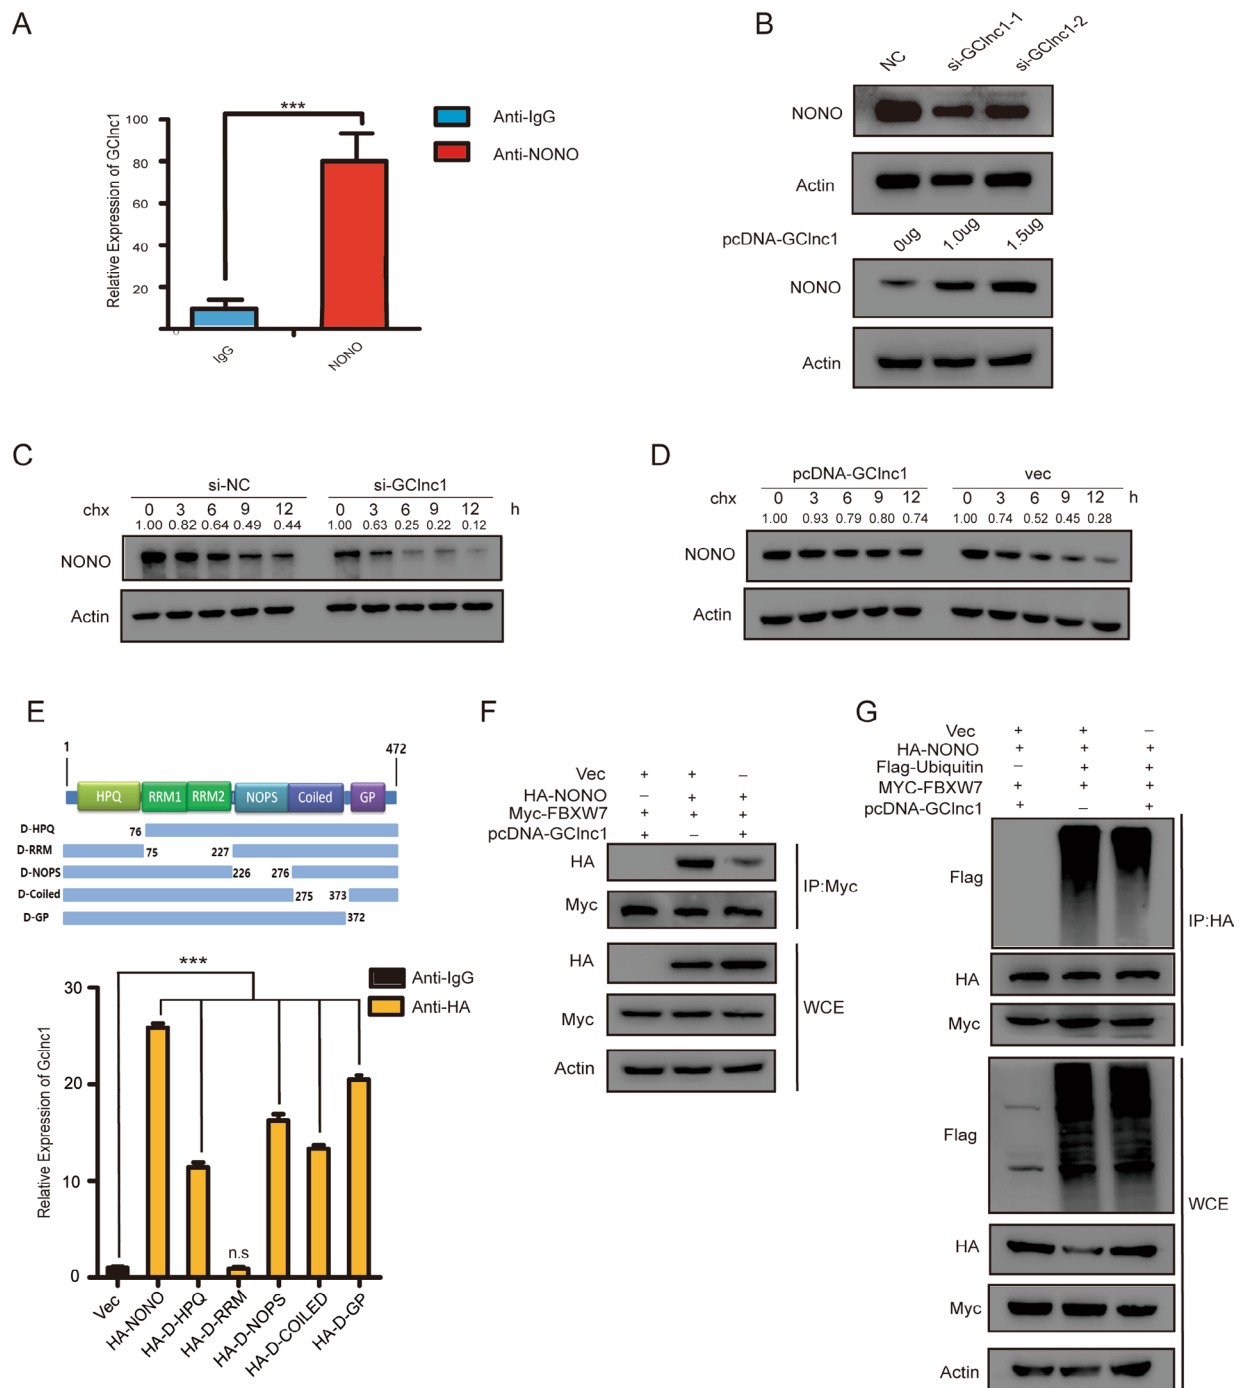 A
Relative Expression of GClnc1
100
80
60
40
20
0
***
IgG
NONO
Anti-IgG
Anti-NONO
B
NC
si-GClnc1-1
si-GClnc1-2
NONO
Actin
pcDNA-GClnc1
0ug
1.0ug
1.5ug
NONO
Actin
C
si-NC
si-GClnc1
chx
0 3 6 9 12
0 3 6 9 12
h
1.00 0.82 0.64 0.49 0.44
1.00 0.63 0.25 0.22 0.12
NONO
Actin
D
pcDNA-GClnc1
vec
chx
0 3 6 9 12
0 3 6 9 12
h
1.00 0.93 0.79 0.80 0.74
1.00 0.74 0.52 0.45 0.28
NONO
Actin
E
1
472
HPQ RRM1 RRM2 NOPS Coiled GP
D-HPQ 76
D-RRM 75 227
D-NOPS 226 276
D-Coiled 275 373
D-GP 372
Relative Expression of Gclnc1
30
20
10
0
***
n.s
Anti-IgG
Anti-HA
Vec
HA-NONO
HA-D-HPQ
HA-D-RRM
HA-D-NOPS
HA-D-COILED
HA-D-GP
F
Vec + + −
HA-NONO − + +
Myc-FBXW7 + + +
pcDNA-GClnc1 + − +
HA
Myc
IP:Myc
HA
Myc
Actin
WCE
G
Vec + + −
HA-NONO + + +
Flag-Ubiquitin − + +
MYC-FBXW7 + + +
pcDNA-GClnc1 + − +
Flag
HA
Myc
IP:HA
Flag
HA
Myc
Actin
WCE